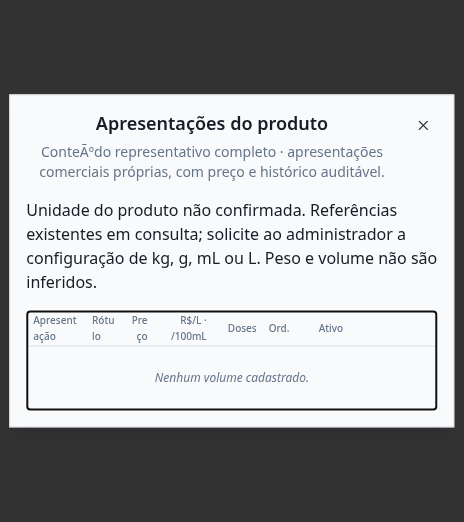 Apresentações do produto
ConteÃºdo representativo completo · apresentações
comerciais próprias, com preço e histórico auditável.
Unidade do produto não confirmada. Referências
existentes em consulta; solicite ao administrador a
configuração de kg, g, mL ou L. Peso e volume não são
inferidos.
Apresent Rótu Pre R$/L · Doses Ord. Ativo
ação lo ço /100mL
Nenhum volume cadastrado.